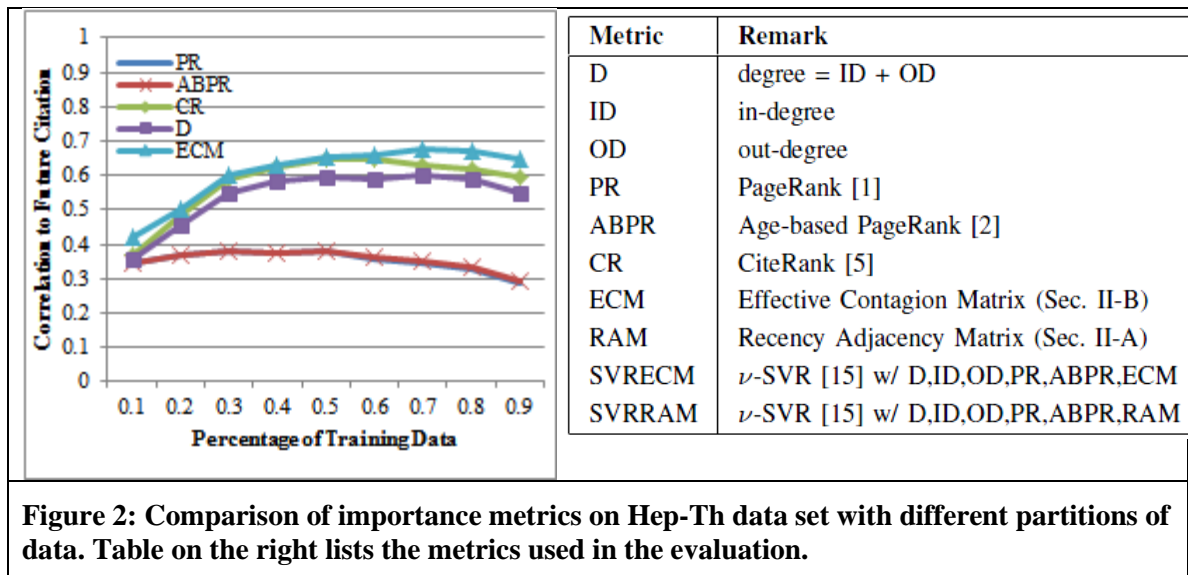 1
0.9
0.8
0.7
0.6
0.5
0.4
0.3
0.2
0.1
0
Correlation to Future Citation
PR
ABPR
CR
D
ECM
0.1 0.2 0.3 0.4 0.5 0.6 0.7 0.8 0.9
Percentage of Training Data
Metric Remark
D degree = ID + OD
ID in-degree
OD out-degree
PR PageRank [1]
ABPR Age-based PageRank [2]
CR CiteRank [5]
ECM Effective Contagion Matrix (Sec. II-B)
RAM Recency Adjacency Matrix (Sec. II-A)
SVRECM ν-SVR [15] w/ D,ID,OD,PR,ABPR,ECM
SVRRAM ν-SVR [15] w/ D,ID,OD,PR,ABPR,RAM
Figure 2: Comparison of importance metrics on Hep-Th data set with different partitions of
data. Table on the right lists the metrics used in the evaluation.